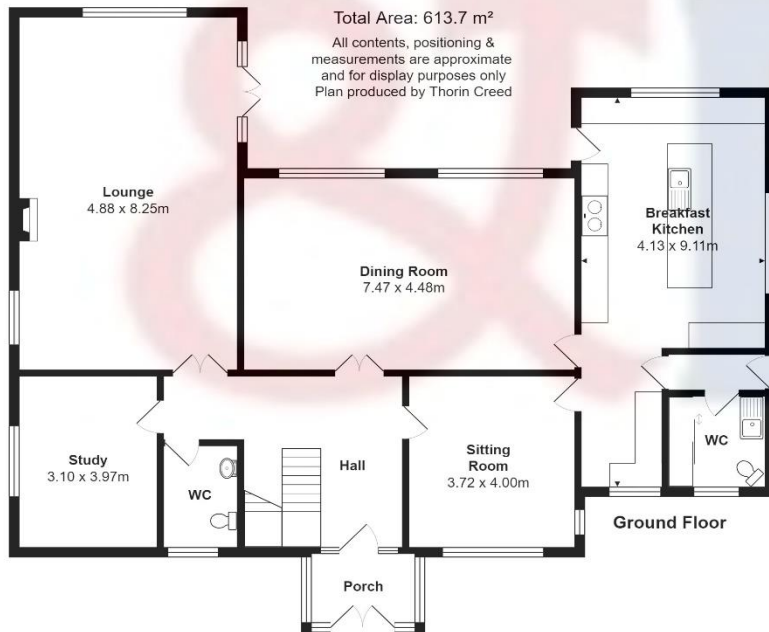 Total Area: 613.7 m²
All contents, positioning &
measurements are approximate
and for display purposes only
Plan produced by Thorin Creed
Lounge
4.88 x 8.25m
Breakfast
Kitchen
4.13 x 9.11m
Dining Room
7.47 x 4.48m
Study
3.10 x 3.97m
WC
Hall
Sitting
Room
3.72 x 4.00m
WC
Ground Floor
Porch